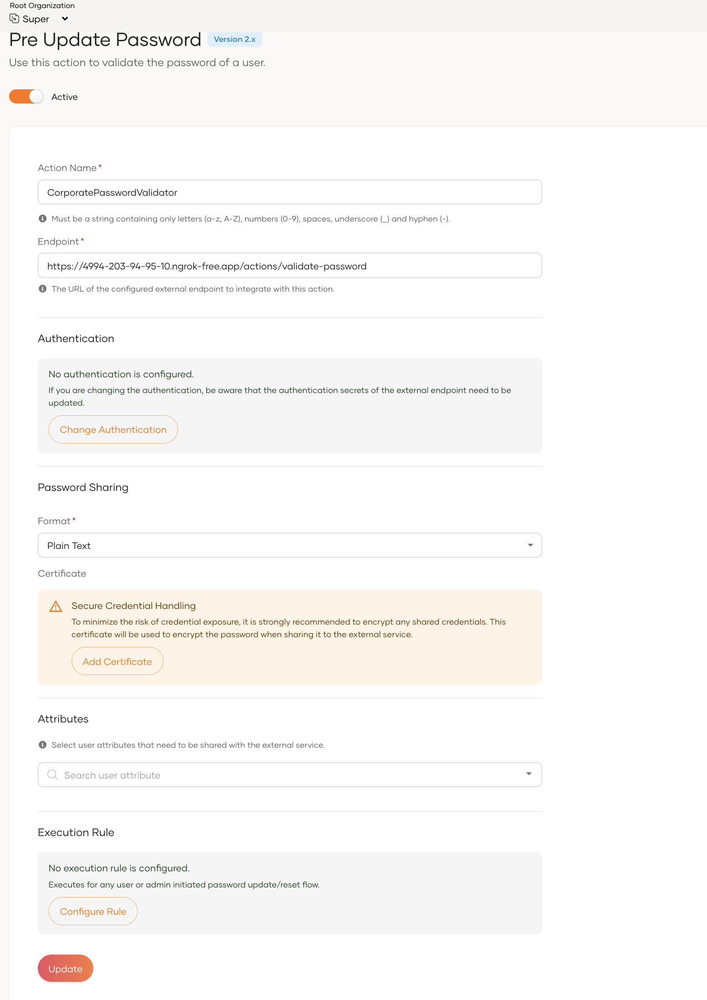 Root Organization
Super
Pre Update Password
Version 2.x
Use this action to validate the password of a user.
Active
Action Name *
CorporatePasswordValidator
Must be a string containing only letters (a-z, A-Z), numbers (0-9), spaces, underscore (_) and hyphen (-).
Endpoint *
https://4994-203-94-95-10.ngrok-free.app/actions/validate-password
The URL of the configured external endpoint to integrate with this action.
Authentication
No authentication is configured.
If you are changing the authentication, be aware that the authentication secrets of the external endpoint need to be
updated.
Change Authentication
Password Sharing
Format *
Plain Text
Certificate
Secure Credential Handling
To minimize the risk of credential exposure, it is strongly recommended to encrypt any shared credentials. This
certificate will be used to encrypt the password when sharing it to the external service.
Add Certificate
Attributes
Select user attributes that need to be shared with the external service.
Search user attribute
Execution Rule
No execution rule is configured.
Executes for any user or admin initiated password update/reset flow.
Configure Rule
Update